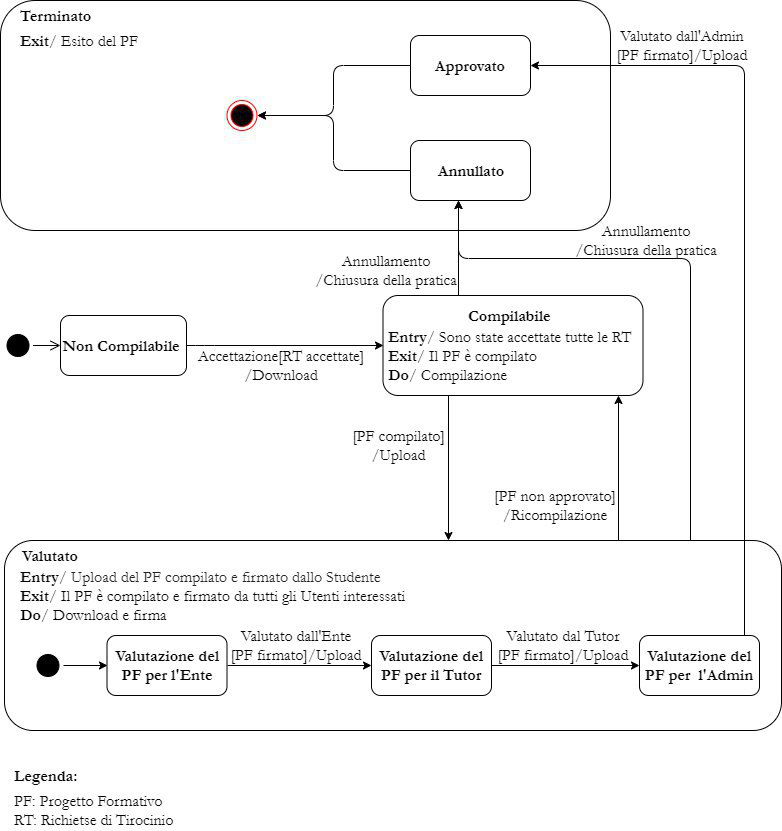 Terminato
Exit/ Esito del PF
Approvato
Valutato dall'Admin
[PF firmato]/Upload
Annullato
Annullamento
/Chiusura della pratica
Annullamento
/Chiusura della pratica
Non Compilabile
Accettazione[RT accettate]
/Download
Compilabile
Entry/ Sono state accettate tutte le RT
Exit/ Il PF è compilato
Do/ Compilazione
[PF compilato]
/Upload
[PF non approvato]
/Ricompilazione
Valutato
Entry/ Upload del PF compilato e firmato dallo Studente
Exit/ Il PF è compilato e firmato da tutti gli Utenti interessati
Do/ Download e firma
Valutazione del
PF per l'Ente
Valutato dall'Ente
[PF firmato]/Upload
Valutazione del
PF per il Tutor
Valutato dal Tutor
[PF firmato]/Upload
Valutazione del
PF per l'Admin
Legenda:
PF: Progetto Formativo
RT: Richietse di Tirocinio